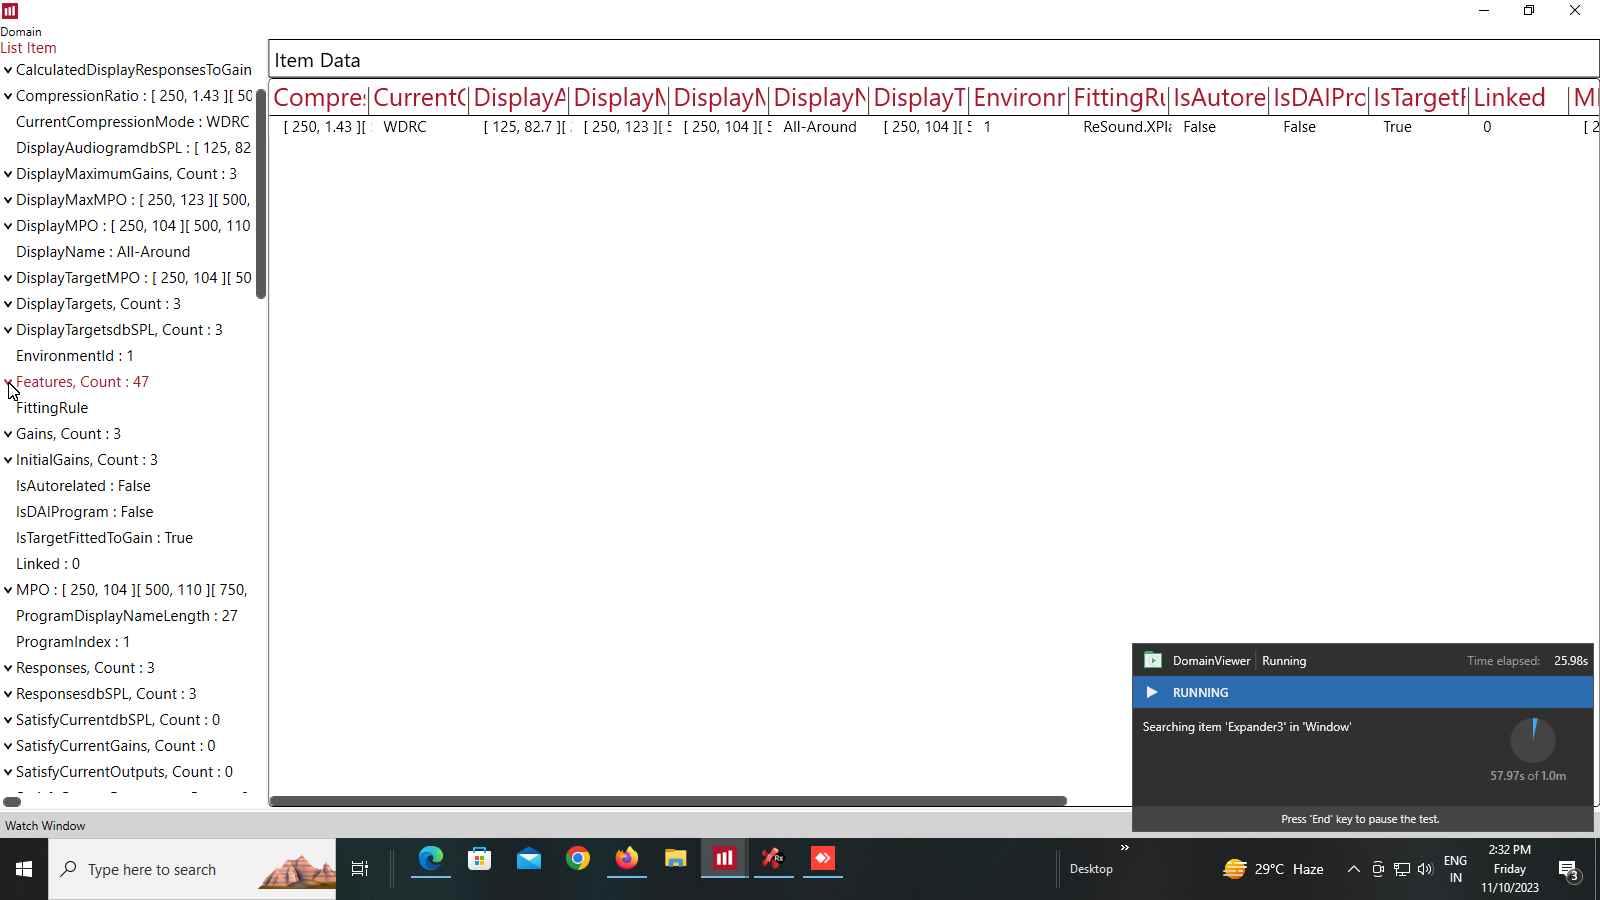 Domain
List Item
CalculatedDisplayResponsesToGain
CompressionRatio : [ 250, 1.43 ][ 50
CurrentCompressionMode : WDRC
DisplayAudiogramdbSPL : [ 125, 82
DisplayMaximumGains, Count : 3
DisplayMaxMPO : [ 250, 123 ][ 500,
DisplayMPO : [ 250, 104 ][ 500, 110
DisplayName : All-Around
DisplayTargetMPO : [ 250, 104 ][ 50
DisplayTargets, Count : 3
DisplayTargetsdbSPL, Count : 3
EnvironmentId : 1
Features, Count : 47
FittingRule
Gains, Count : 3
InitialGains, Count : 3
IsAutorelated : False
IsDAIProgram : False
IsTargetFittedToGain : True
Linked : 0
MPO : [ 250, 104 ][ 500, 110 ][ 750,
ProgramDisplayNameLength : 27
ProgramIndex : 1
Responses, Count : 3
ResponsesdbSPL, Count : 3
SatisfyCurrentdbSPL, Count : 0
SatisfyCurrentGains, Count : 0
SatisfyCurrentOutputs, Count : 0
Item Data
Compre: CurrentC DisplayA DisplayM DisplayM DisplayN DisplayT Environr FittingRu IsAutore IsDAIPro IsTargetF Linked MI
[ 250, 1.43 ][ WDRC [ 125, 82.7 ][ [ 250, 123 ][ 5 [ 250, 104 ][ 5 All-Around [ 250, 104 ][ 5 1 ReSound.XPla False False True 0 [ 2
DomainViewer Running Time elapsed: 25.98s
RUNNING
Searching item 'Expander3' in 'Window'
57.97s of 1.0m
Press 'End' key to pause the test.
Watch Window
Type here to search
Desktop
»
29°C Haze
ENG
IN
2:32 PM
Friday
11/10/2023
3